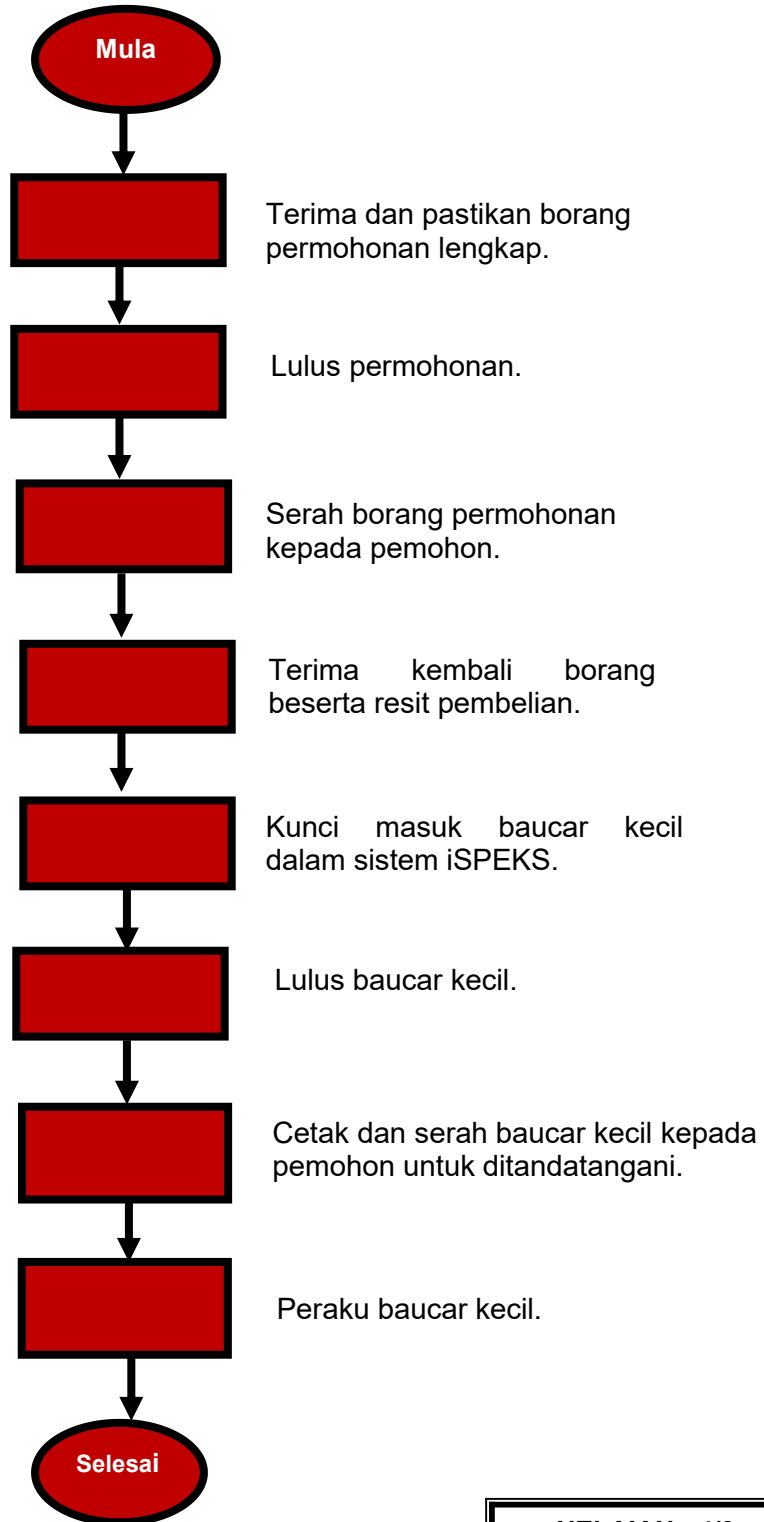 Mula
Terima dan pastikan borang
permohonan lengkap.
Lulus permohonan.
Serah borang permohonan
kepada pemohon.
Terima kembali borang
beserta resit pembelian.
Kunci masuk baucar kecil
dalam sistem iSPEKS.
Lulus baucar kecil.
Cetak dan serah baucar kecil kepada
pemohon untuk ditandatangani.
Peraku baucar kecil.
Selesai